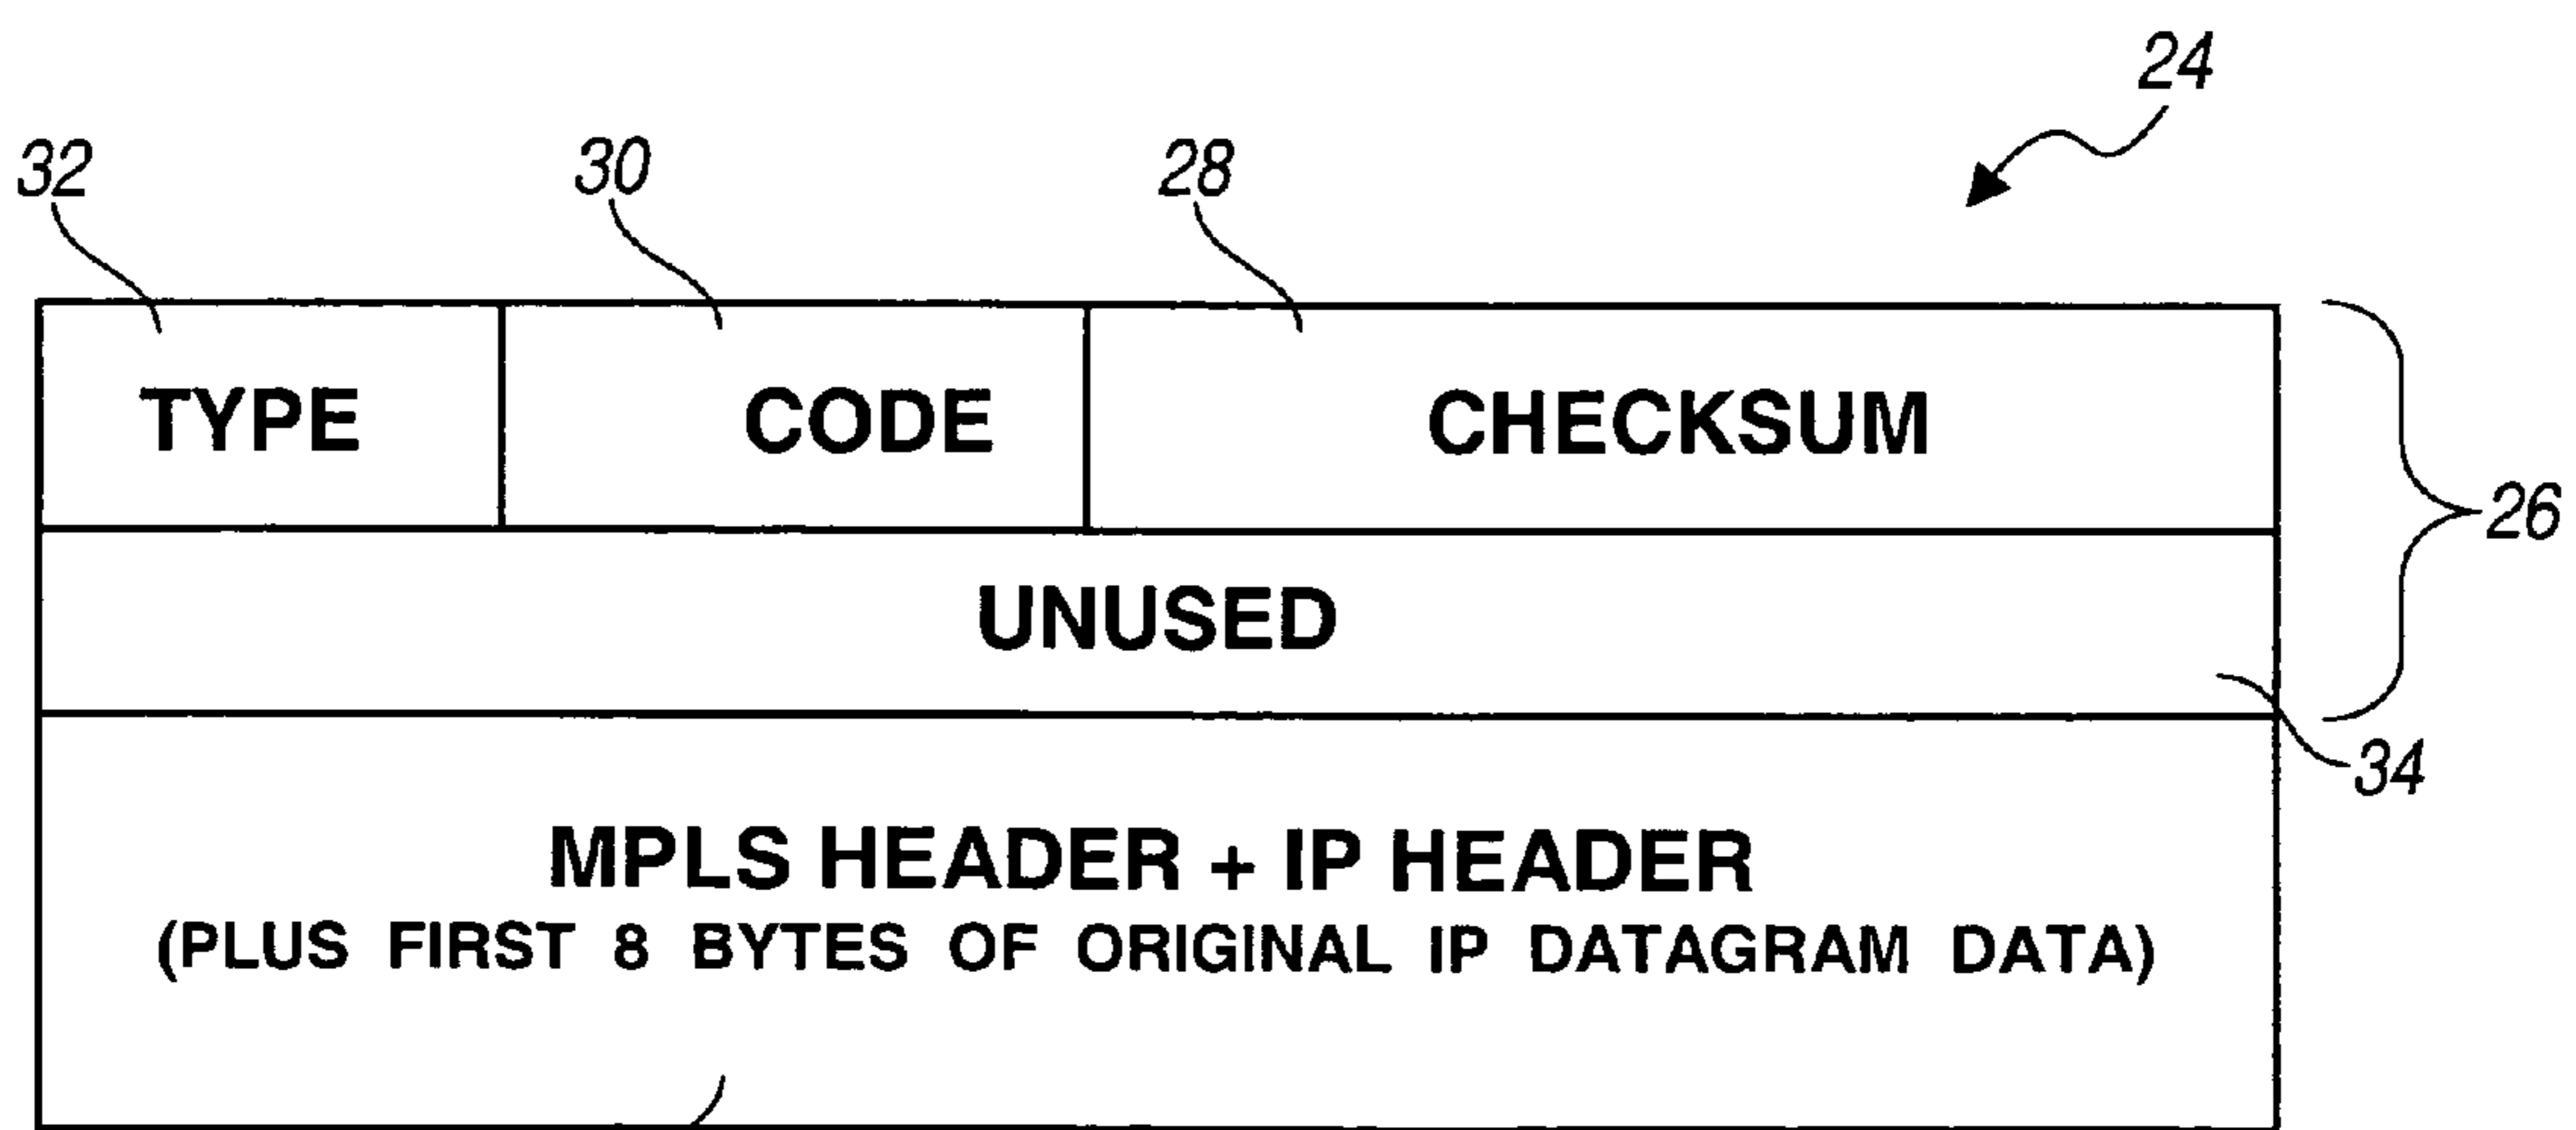 24
32 30 28
TYPE CODE CHECKSUM
26
UNUSED
34
MPLS HEADER + IP HEADER
(PLUS FIRST 8 BYTES OF ORIGINAL IP DATAGRAM DATA)